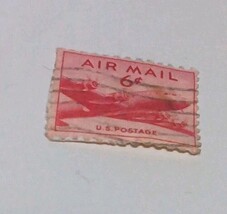 AIR MAIL
6¢
U.S. POSTAGE